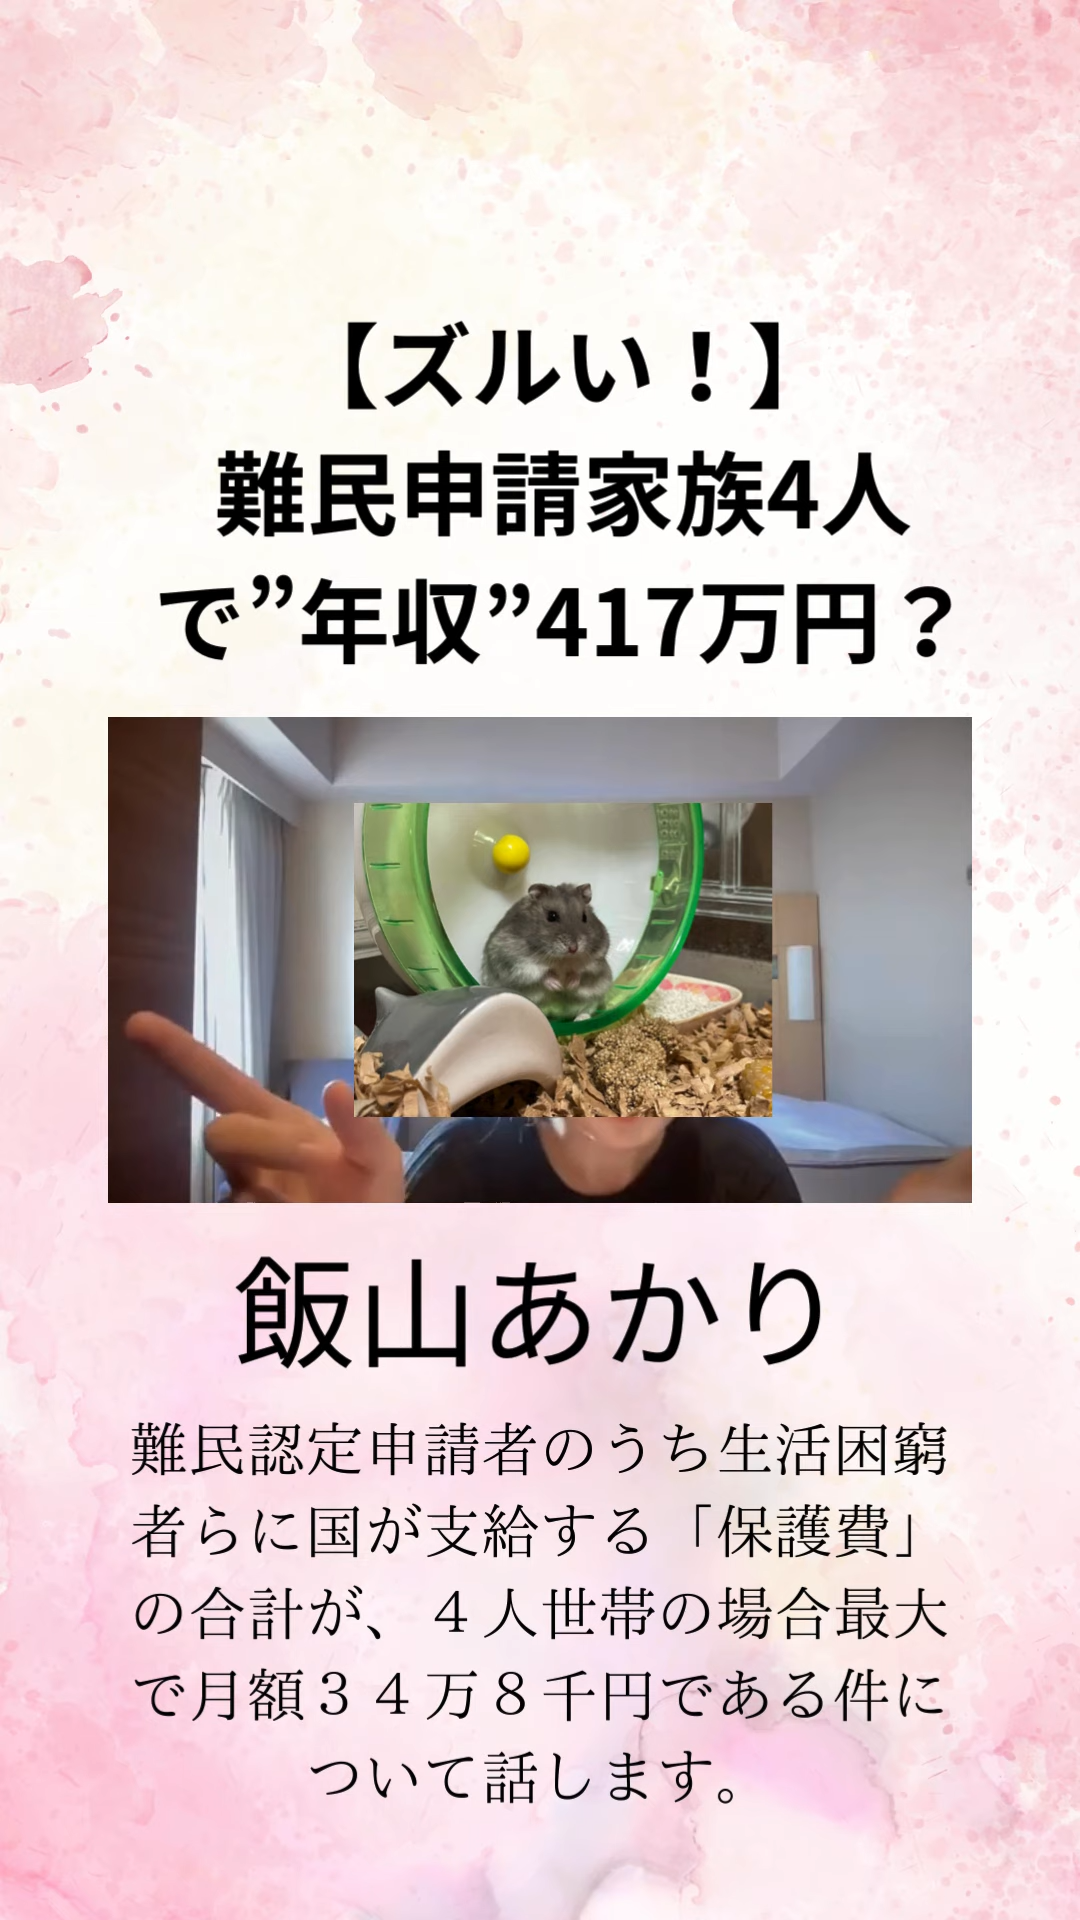 【ズルい！】
難民申請家族4人
で”年収”417万円？
飯山あかり
難民認定申請者のうち生活困窮
者らに国が支給する「保護費」
の合計が、４人世帯の場合最大
で月額３４万８千円である件に
ついて話します。